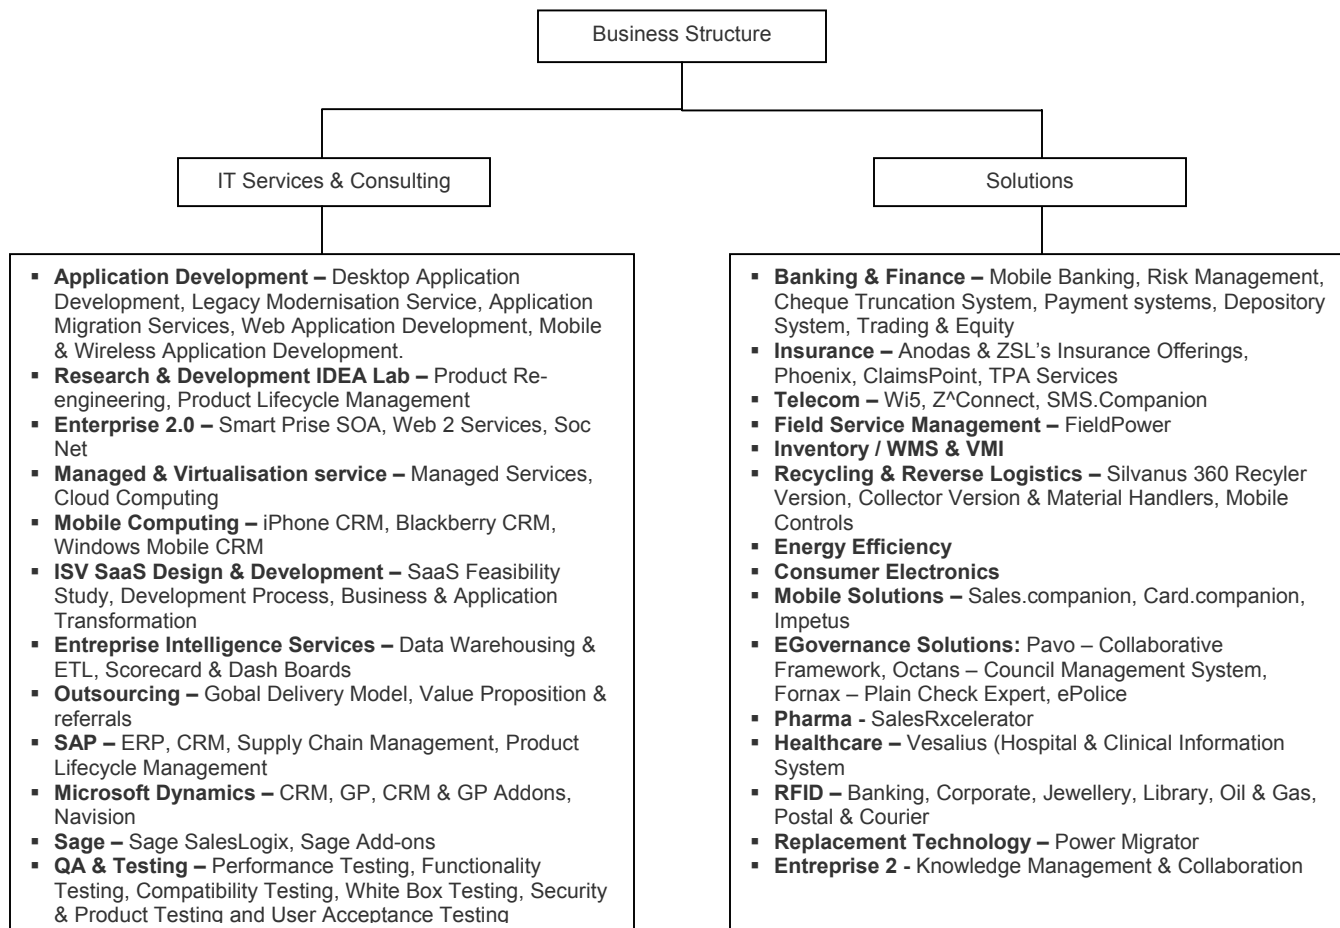 Business Structure
IT Services & Consulting
Solutions
▪ Application Development – Desktop Application
Development, Legacy Modernisation Service, Application
Migration Services, Web Application Development, Mobile
& Wireless Application Development.
▪ Research & Development IDEA Lab – Product Re-
engineering, Product Lifecycle Management
▪ Enterprise 2.0 – Smart Prise SOA, Web 2 Services, Soc
Net
▪ Managed & Virtualisation service – Managed Services,
Cloud Computing
▪ Mobile Computing – iPhone CRM, Blackberry CRM,
Windows Mobile CRM
▪ ISV SaaS Design & Development – SaaS Feasibility
Study, Development Process, Business & Application
Transformation
▪ Entreprise Intelligence Services – Data Warehousing &
ETL, Scorecard & Dash Boards
▪ Outsourcing – Gobal Delivery Model, Value Proposition &
referrals
▪ SAP – ERP, CRM, Supply Chain Management, Product
Lifecycle Management
▪ Microsoft Dynamics – CRM, GP, CRM & GP Addons,
Navision
▪ Sage – Sage SalesLogix, Sage Add-ons
▪ QA & Testing – Performance Testing, Functionality
Testing, Compatibility Testing, White Box Testing, Security
& Product Testing and User Acceptance Testing
▪ Banking & Finance – Mobile Banking, Risk Management,
Cheque Truncation System, Payment systems, Depository
System, Trading & Equity
▪ Insurance – Anodas & ZSL's Insurance Offerings,
Phoenix, ClaimsPoint, TPA Services
▪ Telecom – Wi5, Z^Connect, SMS.Companion
▪ Field Service Management – FieldPower
▪ Inventory / WMS & VMI
▪ Recycling & Reverse Logistics – Silvanus 360 Recyler
Version, Collector Version & Material Handlers, Mobile
Controls
▪ Energy Efficiency
▪ Consumer Electronics
▪ Mobile Solutions – Sales.companion, Card.companion,
Impetus
▪ EGovernance Solutions: Pavo – Collaborative
Framework, Octans – Council Management System,
Fornax – Plain Check Expert, ePolice
▪ Pharma - SalesRxcelerator
▪ Healthcare – Vesalius (Hospital & Clinical Information
System
▪ RFID – Banking, Corporate, Jewellery, Library, Oil & Gas,
Postal & Courier
▪ Replacement Technology – Power Migrator
▪ Entreprise 2 - Knowledge Management & Collaboration